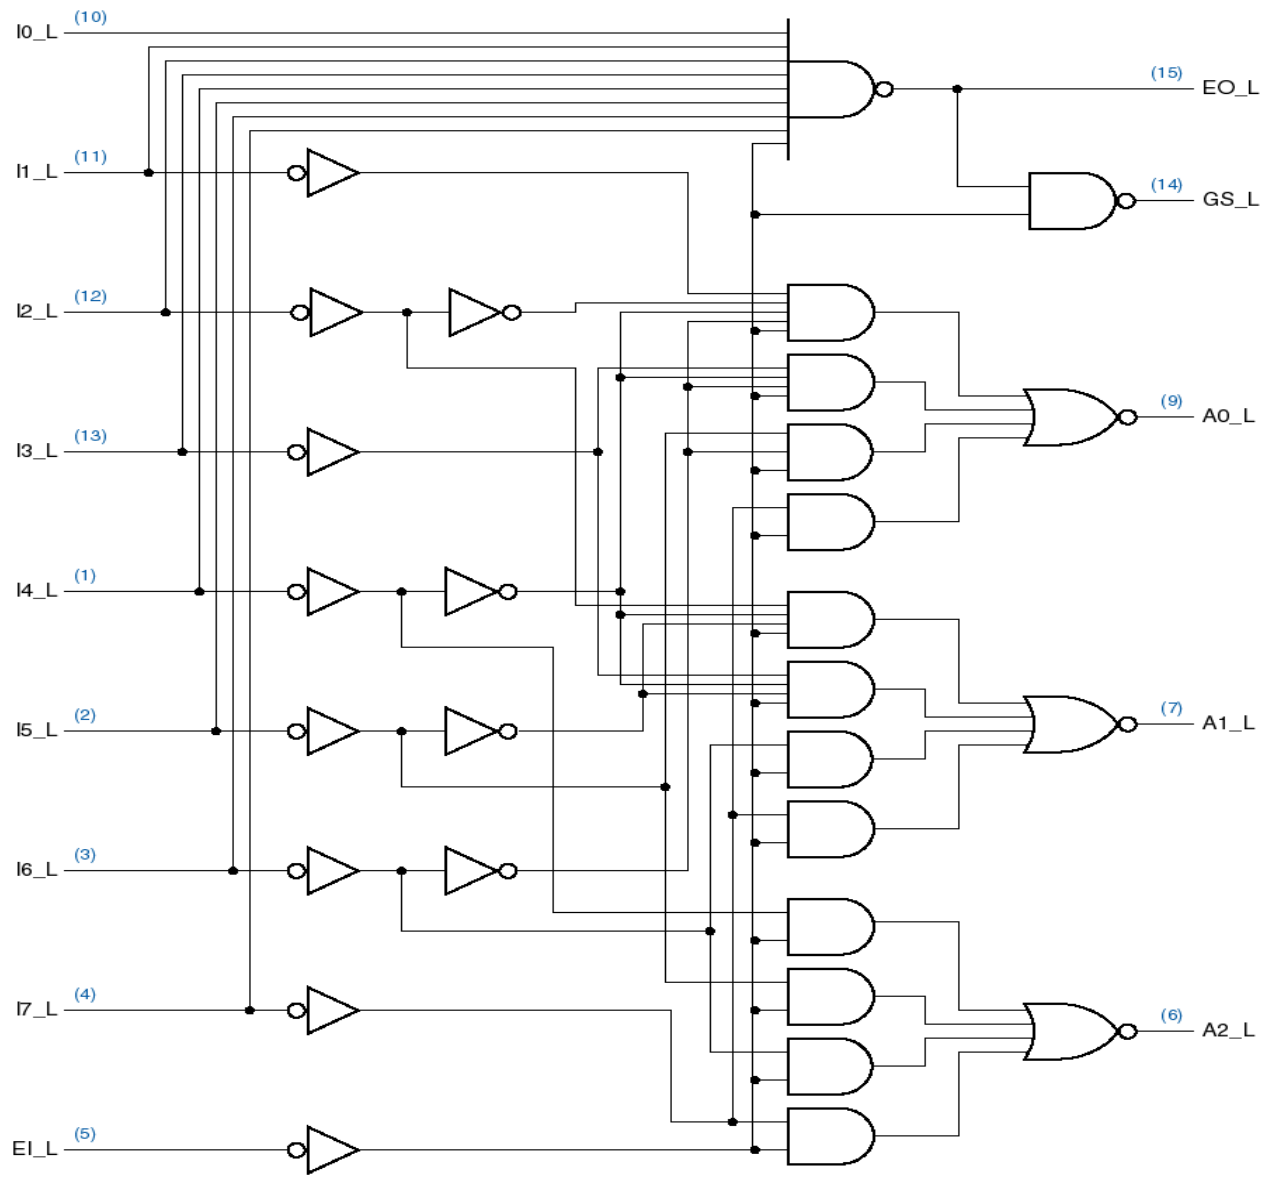 I0_L (10)
(15) EO_L
I1_L (11)
(14) GS_L
I2_L (12)
(9) A0_L
I3_L (13)
I4_L (1)
I5_L (2)
(7) A1_L
I6_L (3)
I7_L (4)
(6) A2_L
EI_L (5)